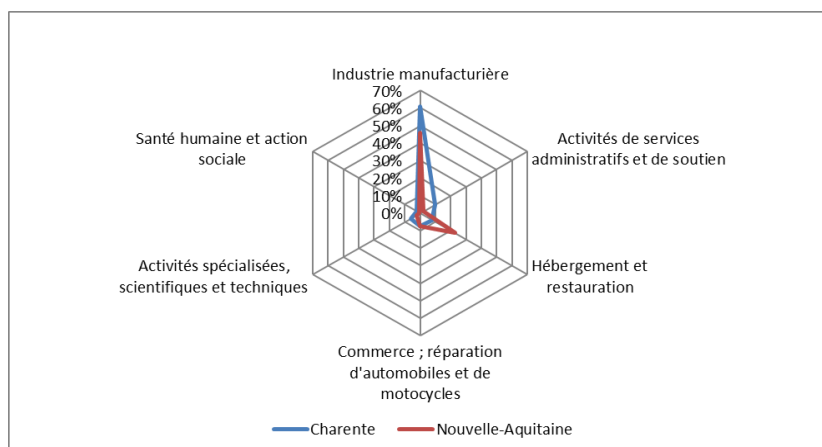 Industrie manufacturière
70%
60%
50%
40%
30%
20%
10%
0%
Santé humaine et action
sociale
Activités de services
administratifs et de soutien
Activités spécialisées,
scientifiques et techniques
Hébergement et
restauration
Commerce ; réparation
d'automobiles et de
motocycles
Charente
Nouvelle-Aquitaine